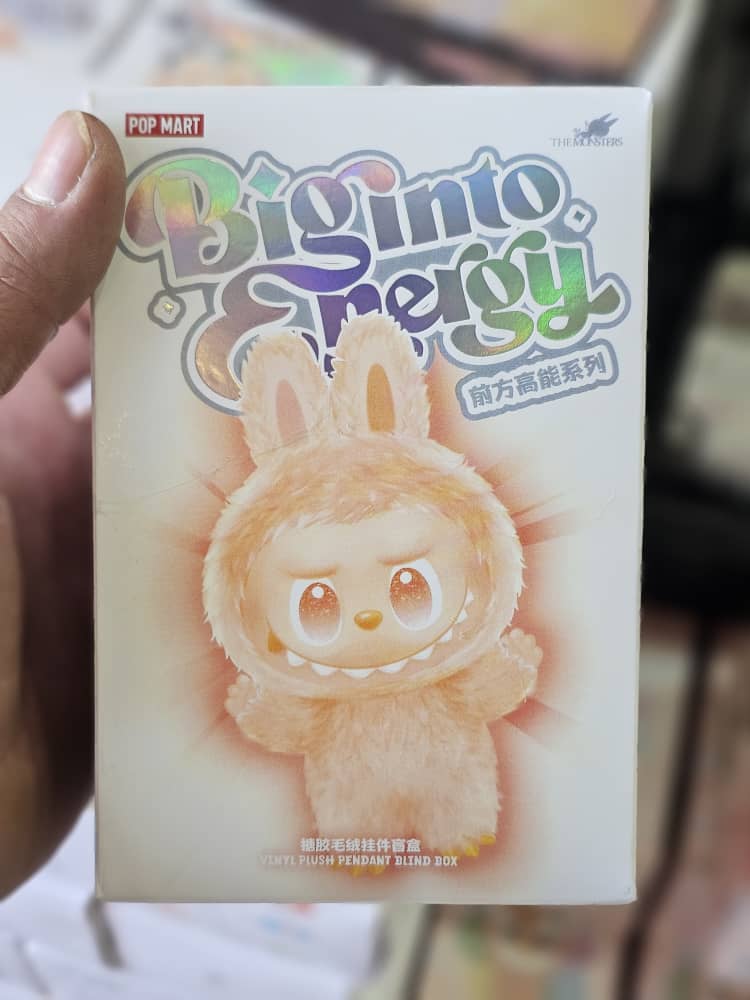 POP MART
THE MONSTERS
Big into
Energy
前方高能系列
搪胶毛绒挂件盲盒
VINYL PLUSH PENDANT BLIND BOX